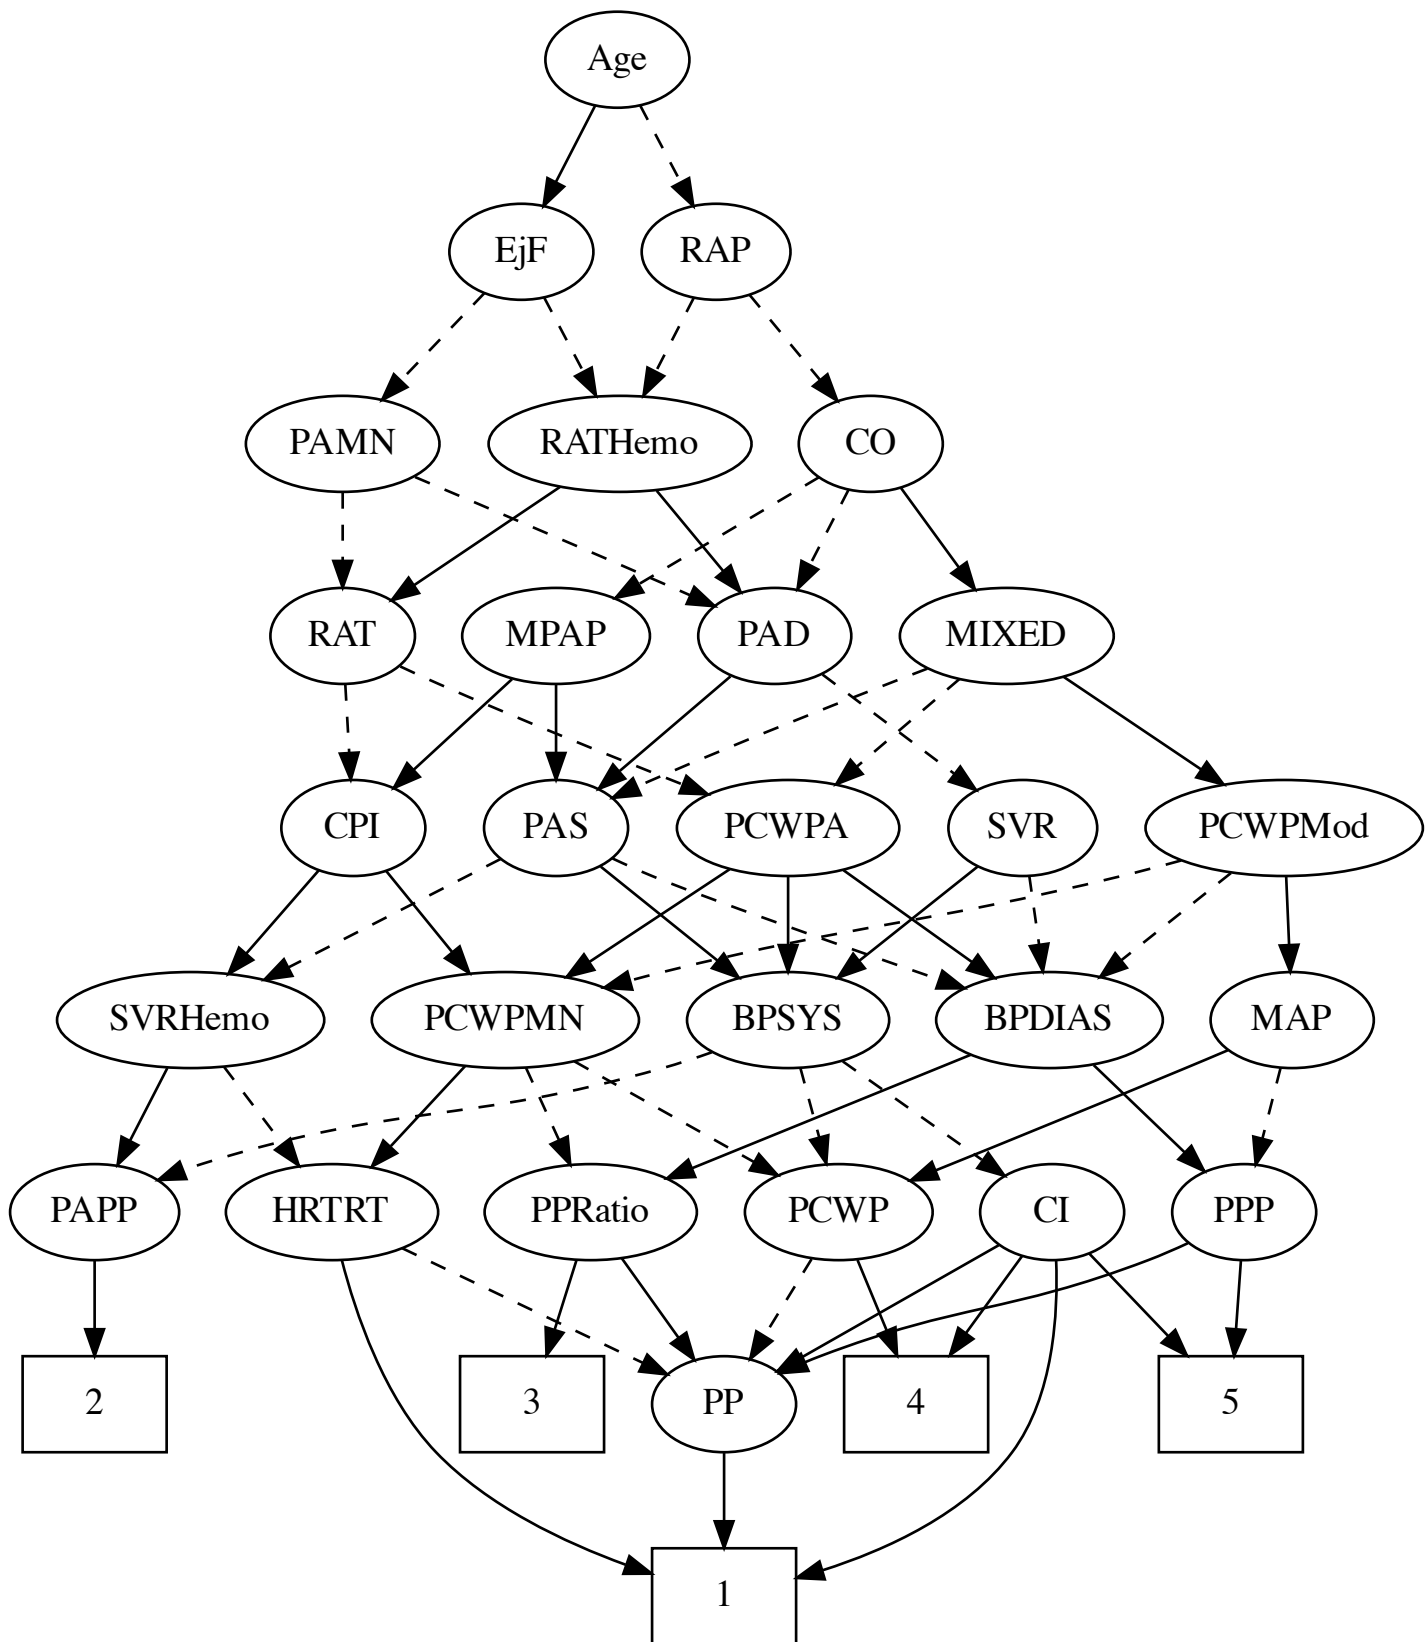 Age
EjF
RAP
PAMN
RATHemo
CO
RAT
MPAP
PAD
MIXED
CPI
PAS
PCWPA
SVR
PCWPMod
SVRHemo
PCWPMN
BPSYS
BPDIAS
MAP
PAPP
HRTRT
PPRatio
PCWP
CI
PPP
2
3
PP
4
5
1